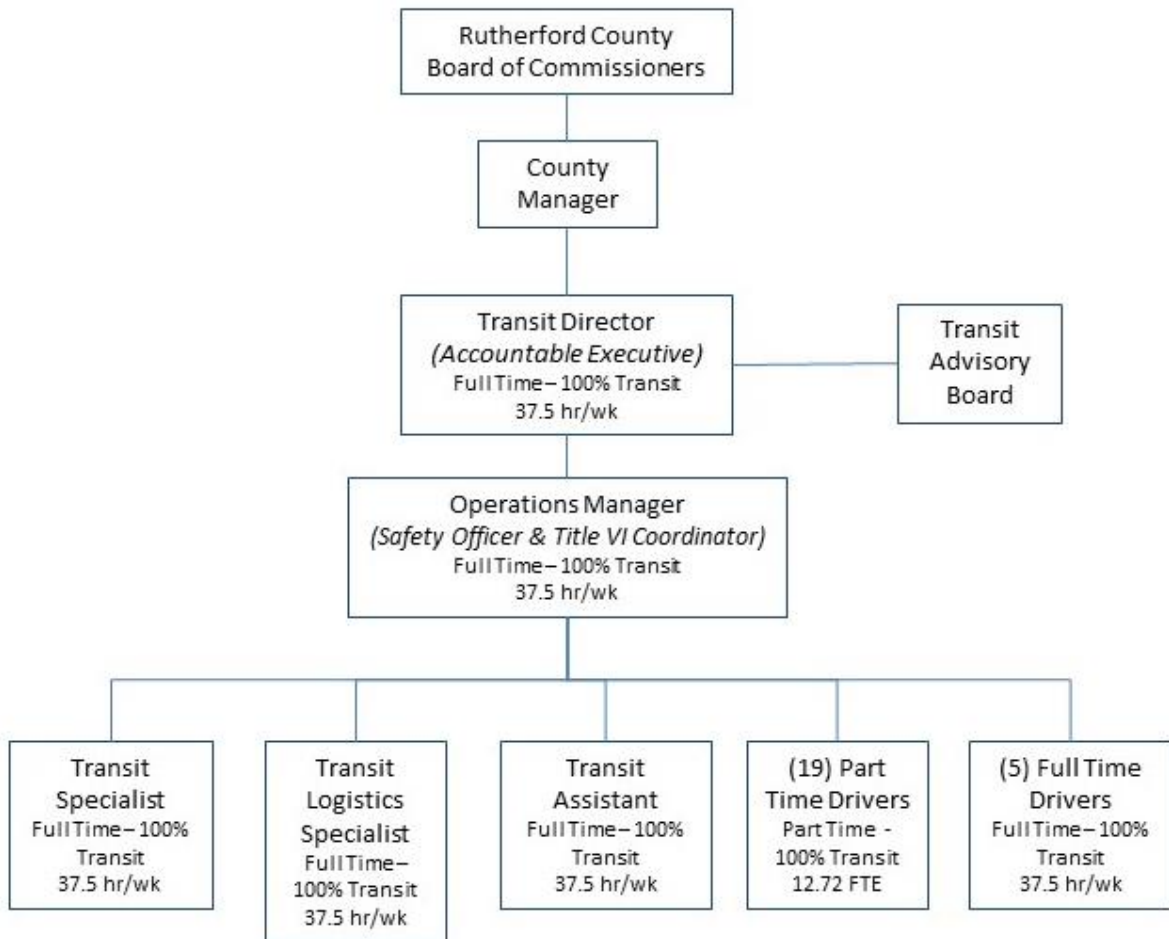 Rutherford County
Board of Commissioners
County
Manager
Transit Director
(Accountable Executive)
Full Time– 100% Transit
37.5 hr/wk
Transit
Advisory
Board
Operations Manager
(Safety Officer & Title VI Coordinator)
Full Time– 100% Transit
37.5 hr/wk
Transit
Specialist
Full Time– 100%
Transit
37.5 hr/wk
Transit
Logistics
Specialist
Full Time–
100% Transit
37.5 hr/wk
Transit
Assistant
Full Time– 100%
Transit
37.5 hr/wk
(19) Part
Time Drivers
Part Time -
100% Transit
12.72 FTE
(5) Full Time
Drivers
Full Time– 100%
Transit
37.5 hr/wk